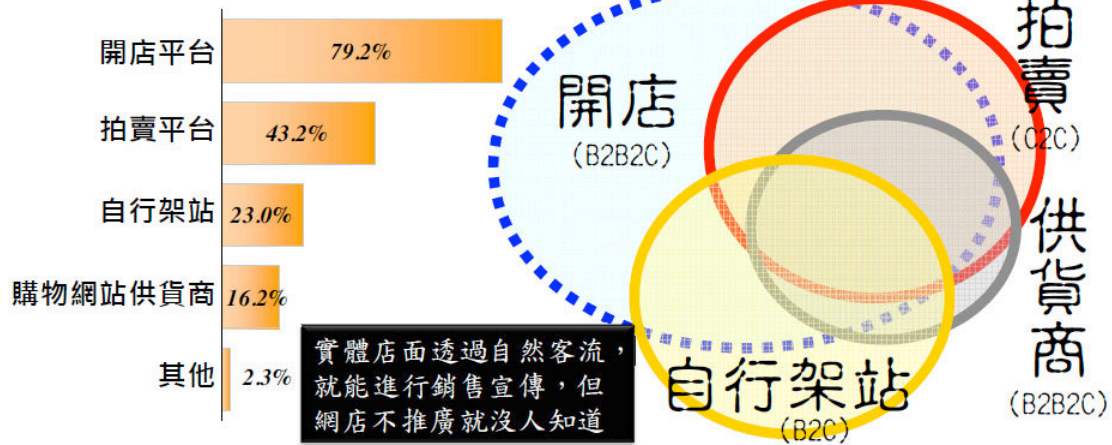 開店平台
79.2%
拍賣平台
43.2%
自行架站
23.0%
購物網站供貨商
16.2%
其他
2.3%
實體店面透過自然客流，
就能進行銷售宣傳，但
網店不推廣就沒人知道
開店
(B2B2C)
拍賣
(C2C)
供貨商
(B2B2C)
自行架站
(B2C)